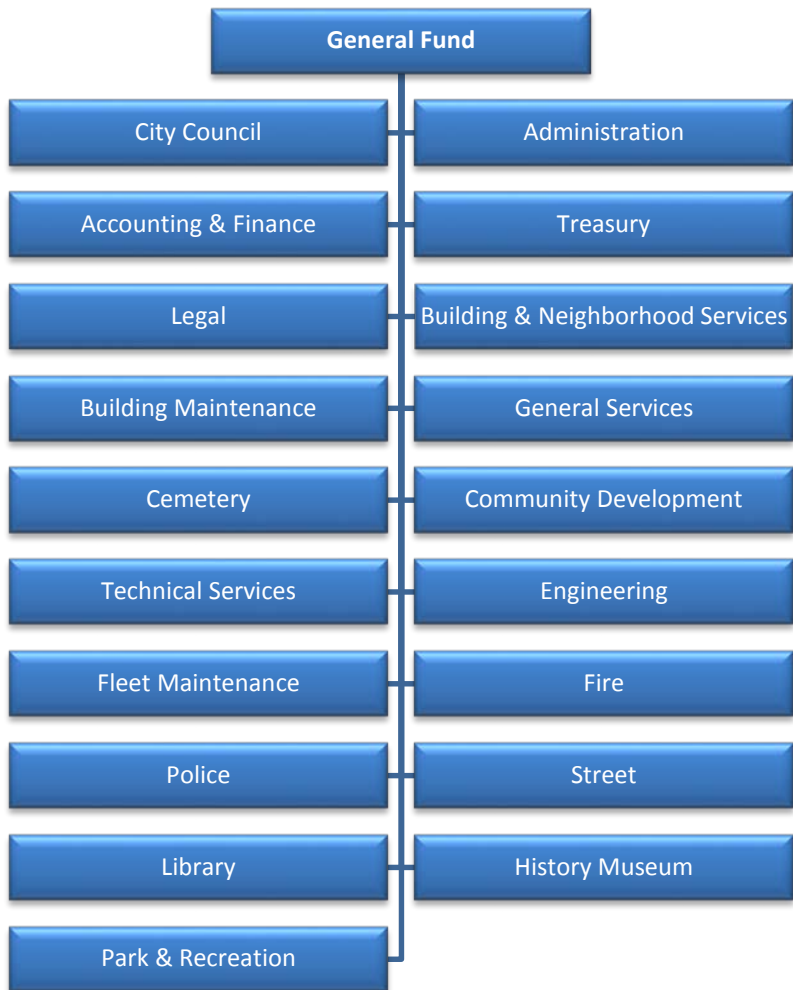 General Fund
City Council
Administration
Accounting & Finance
Treasury
Legal
Building & Neighborhood Services
Building Maintenance
General Services
Cemetery
Community Development
Technical Services
Engineering
Fleet Maintenance
Fire
Police
Street
Library
History Museum
Park & Recreation